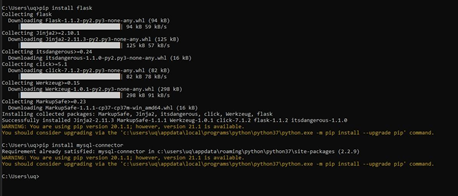 C:\Users\uq>pip install flask
Collecting flask
Downloading Flask-1.1.2-py2.py3-none-any.whl (94 kB)
94 kB 59 kB/s
Collecting Jinja2>=2.10.1
Downloading Jinja2-2.11.3-py2.py3-none-any.whl (125 kB)
125 kB 57 kB/s
Collecting itsdangerous>=0.24
Downloading itsdangerous-1.1.0-py2.py3-none-any.whl (16 kB)
Collecting click>=5.1
Downloading click-7.1.2-py2.py3-none-any.whl (82 kB)
82 kB 78 kB/s
Collecting Werkzeug>=0.15
Downloading Werkzeug-1.0.1-py2.py3-none-any.whl (298 kB)
298 kB 91 kB/s
Collecting MarkupSafe>=0.23
Downloading MarkupSafe-1.1.1-cp37-cp37m-win_amd64.whl (16 kB)
Installing collected packages: MarkupSafe, Jinja2, itsdangerous, click, Werkzeug, flask
Successfully installed Jinja2-2.11.3 MarkupSafe-1.1.1 Werkzeug-1.0.1 click-7.1.2 flask-1.1.2 itsdangerous-1.1.0
WARNING: You are using pip version 20.1.1; however, version 21.1 is available.
You should consider upgrading via the 'c:\users\uq\appdata\local\programs\python\python37\python.exe -m pip install --upgrade pip' command.
C:\Users\uq>pip install mysql-connector
Requirement already satisfied: mysql-connector in c:\users\uq\appdata\roaming\python\python37\site-packages (2.2.9)
WARNING: You are using pip version 20.1.1; however, version 21.1 is available.
You should consider upgrading via the 'c:\users\uq\appdata\local\programs\python\python37\python.exe -m pip install --upgrade pip' command.
C:\Users\uq>